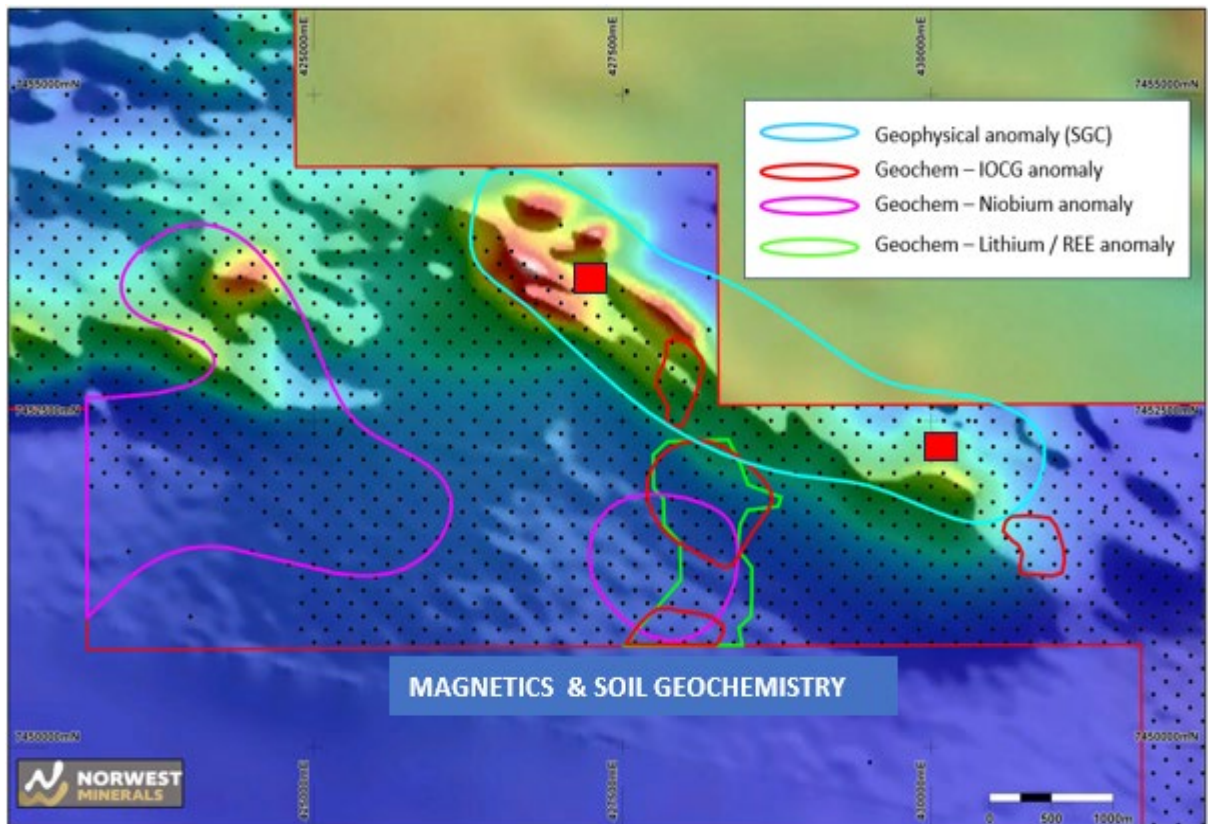 425000mE
427500mE
430000mE
7455000mN
7455000mN
Geophysical anomaly (SGC)
Geochem – IOCG anomaly
Geochem – Niobium anomaly
Geochem – Lithium / REE anomaly
7452500mN
7452500mN
MAGNETICS & SOIL GEOCHEMISTRY
7450000mN
7450000mN
NORWEST
MINERALS
425000mE
427500mE
430000mE
0 500 1000m